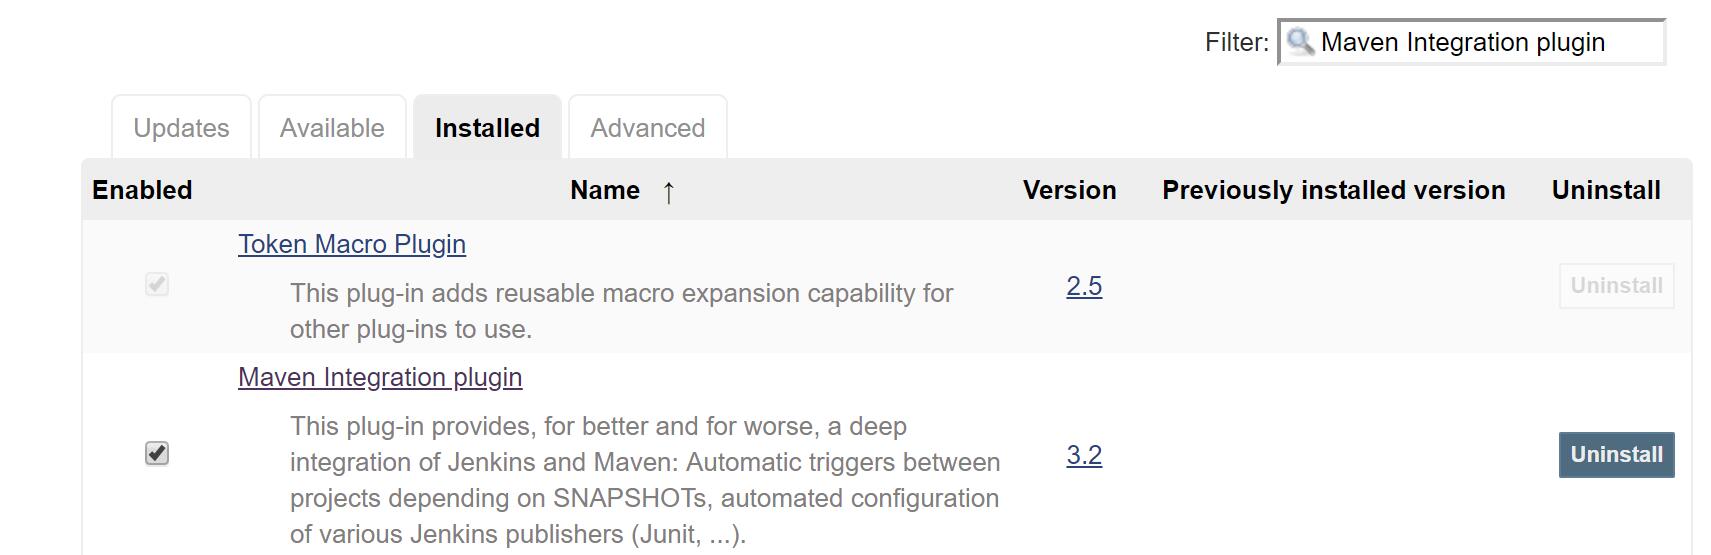 Filter: Maven Integration plugin
Updates Available Installed Advanced
Enabled Name ↑ Version Previously installed version Uninstall
Token Macro Plugin
This plug-in adds reusable macro expansion capability for
other plug-ins to use.
2.5 Uninstall
Maven Integration plugin
This plug-in provides, for better and for worse, a deep
integration of Jenkins and Maven: Automatic triggers between
projects depending on SNAPSHOTs, automated configuration
of various Jenkins publishers (Junit, ...).
3.2 Uninstall